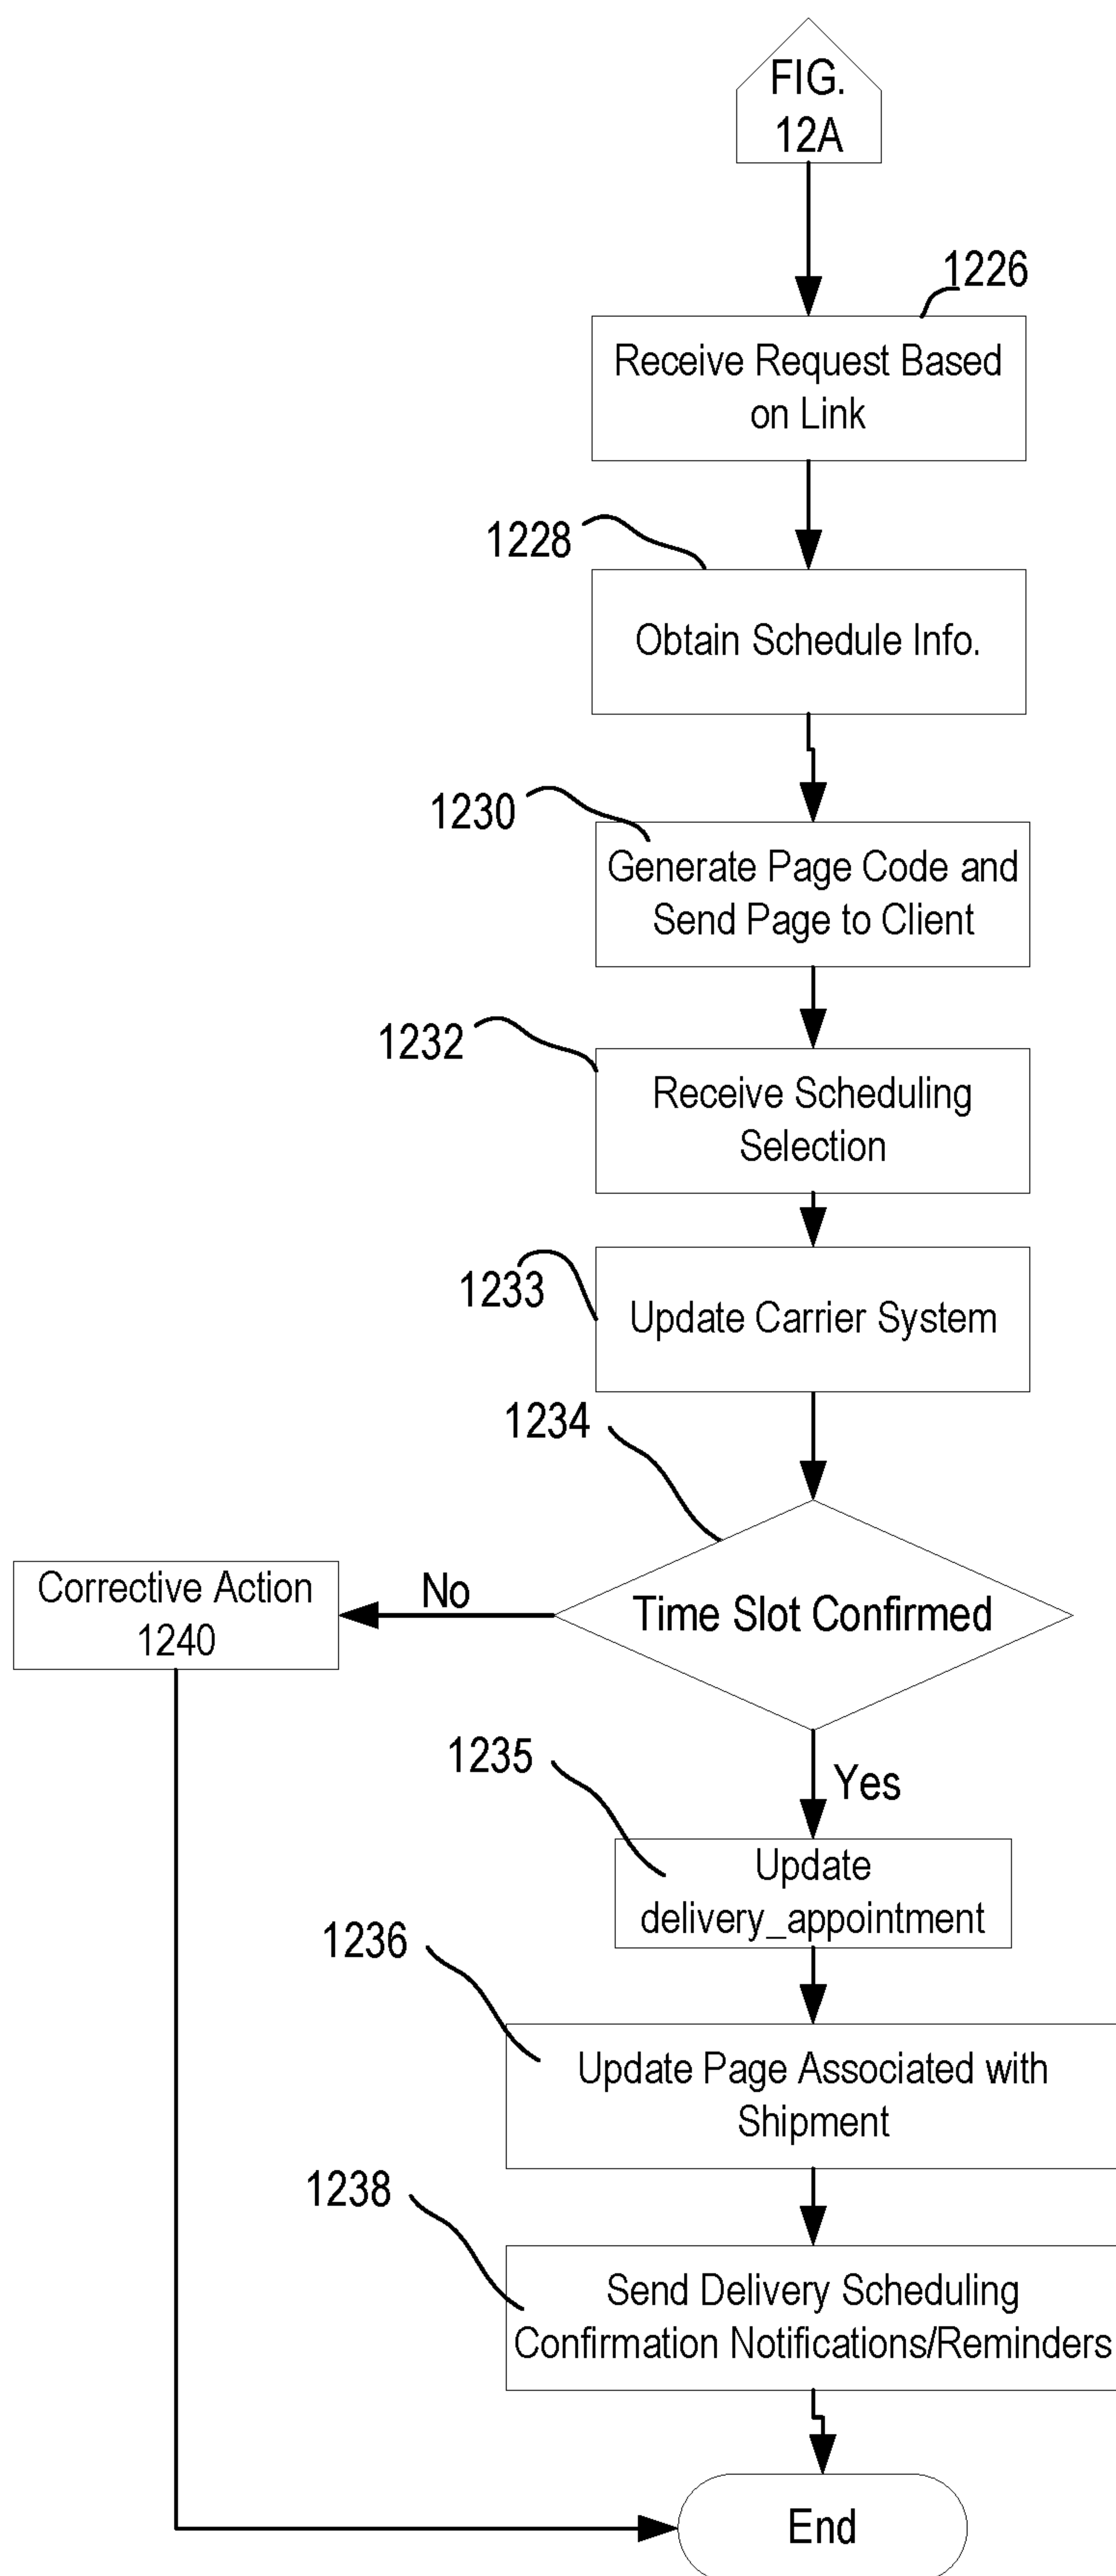 FIG.
12A
1226
Receive Request Based
on Link
1228
Obtain Schedule Info.
1230
Generate Page Code and
Send Page to Client
1232
Receive Scheduling
Selection
1233
Update Carrier System
1234
Time Slot Confirmed
No
Corrective Action
1240
Yes
1235
Update
delivery_appointment
1236
Update Page Associated with
Shipment
1238
Send Delivery Scheduling
Confirmation Notifications/Reminders
End